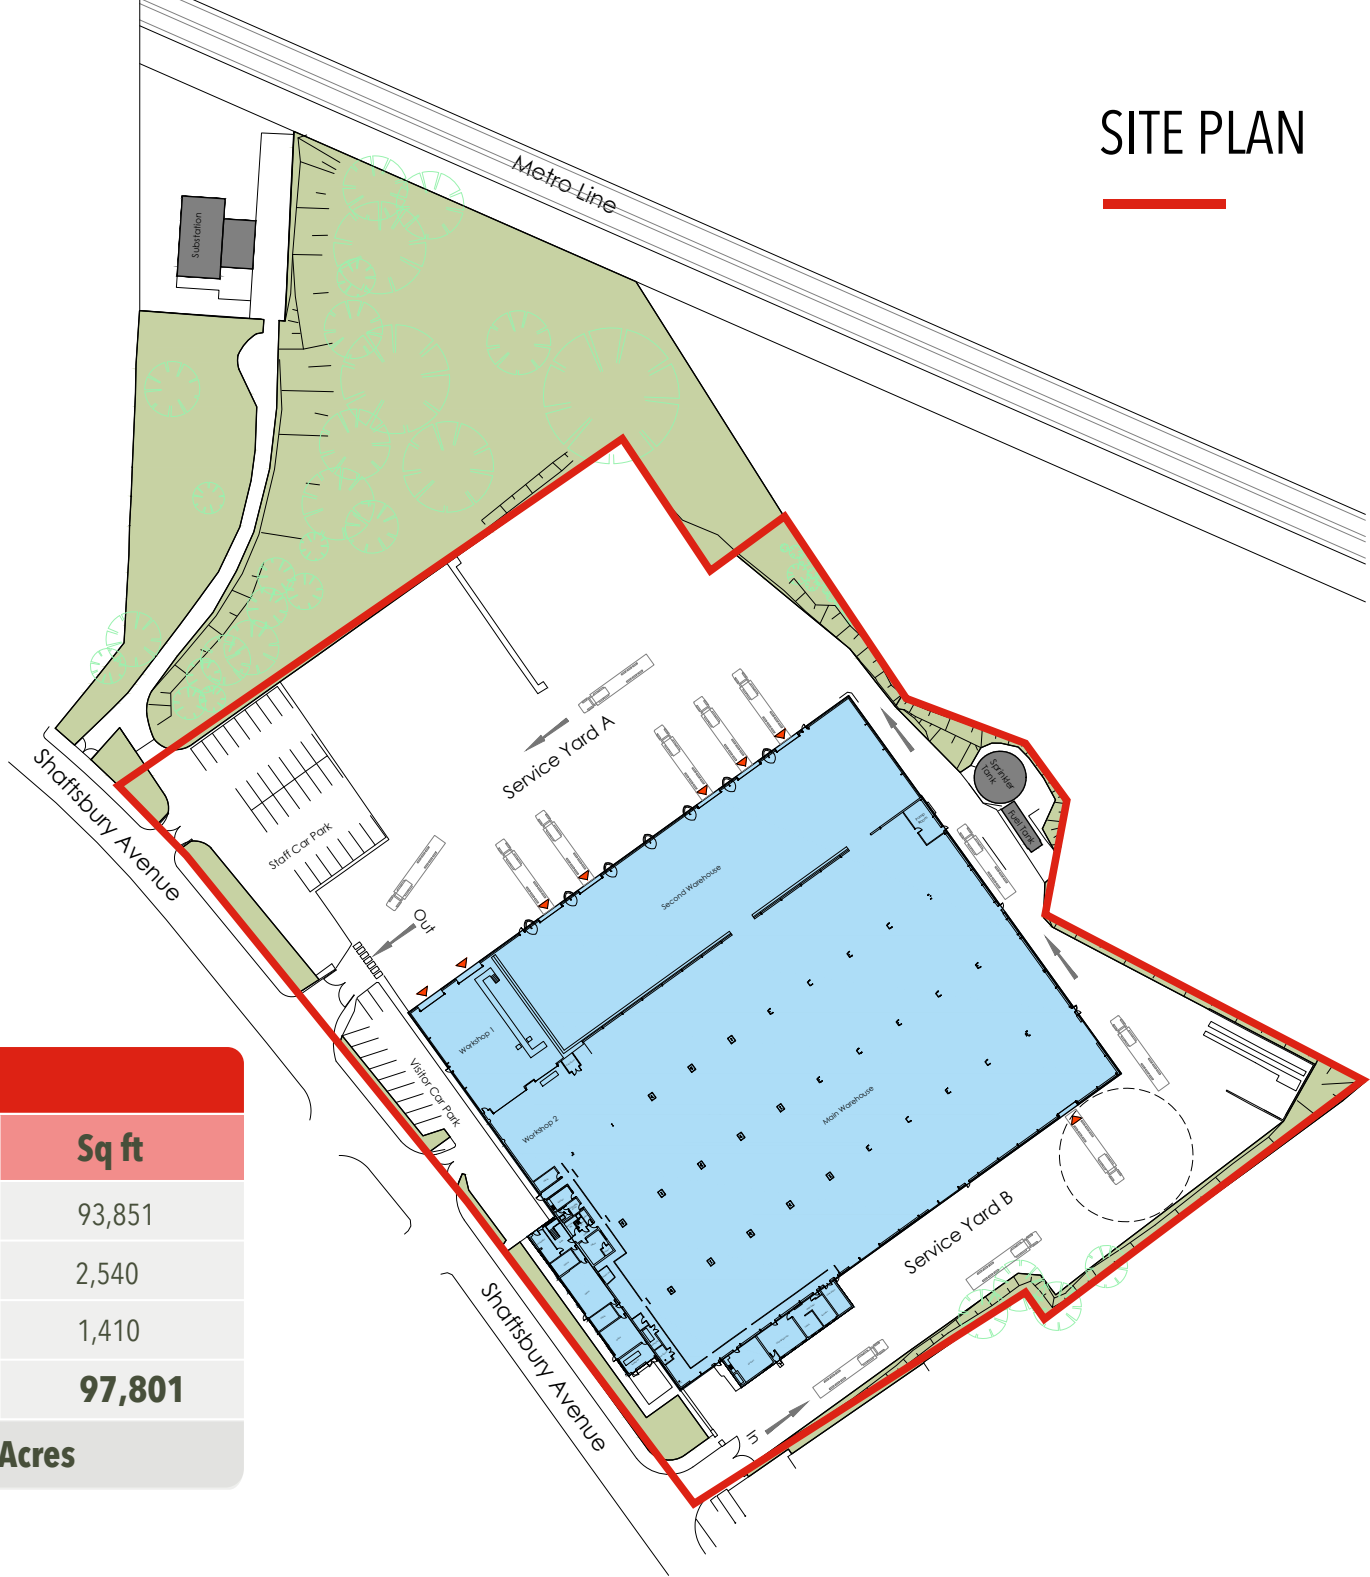 SITE PLAN
Metro Line
Substation
Shaftsbury Avenue
Staff Car Park
Service Yard A
Out
Sprinkler
Tank
Fuel Tank
Second Warehouse
Workshop 1
Visitor Car Park
Workshop 2
Main Warehouse
Service Yard B
Shaftsbury Avenue
In
Sq ft
93,851
2,540
1,410
97,801
Acres